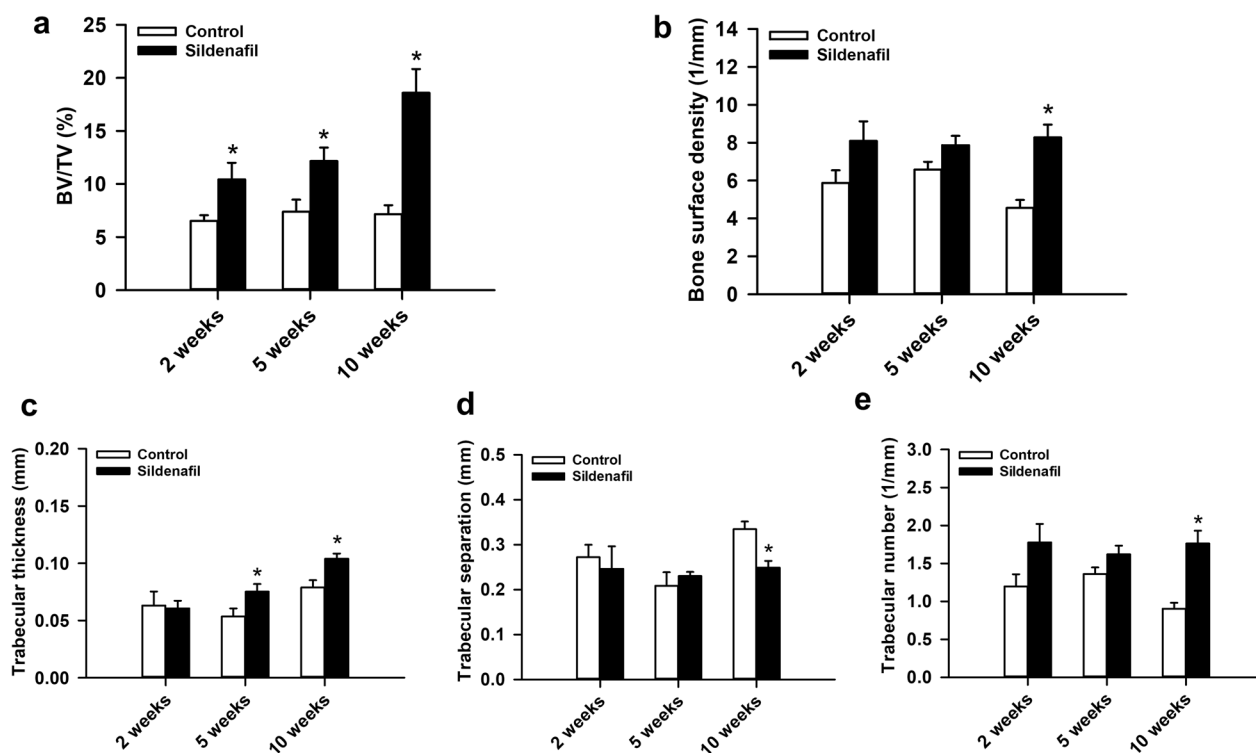 a
Control
Sildenafil
BV/TV (%)
25
20
15
10
5
0
*
*
*
2 weeks
5 weeks
10 weeks
b
Control
Sildenafil
Bone surface density (1/mm)
14
12
10
8
6
4
2
0
*
2 weeks
5 weeks
10 weeks
c
Control
Sildenafil
Trabecular thickness (mm)
0.20
0.15
0.10
0.05
0.00
*
*
2 weeks
5 weeks
10 weeks
d
Control
Sildenafil
Trabecular separation (mm)
0.5
0.4
0.3
0.2
0.1
0.0
*
2 weeks
5 weeks
10 weeks
e
Control
Sildenafil
Trabecular number (1/mm)
3.0
2.5
2.0
1.5
1.0
0.5
0.0
*
2 weeks
5 weeks
10 weeks